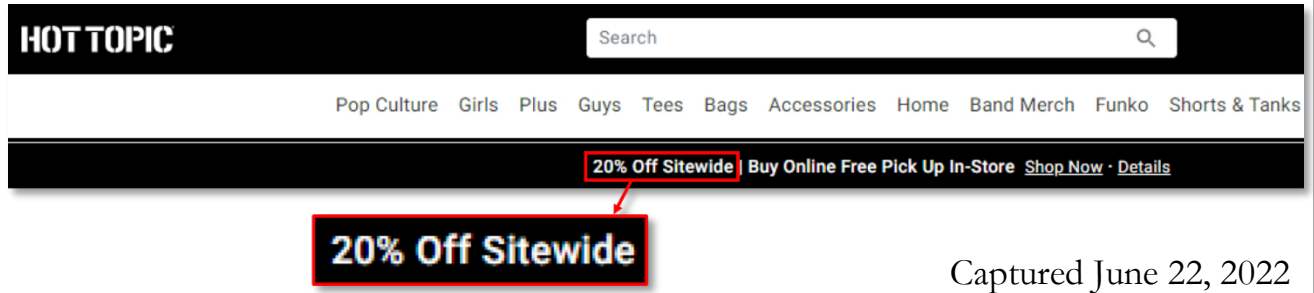 HOT TOPIC
Search
Pop Culture Girls Plus Guys Tees Bags Accessories Home Band Merch Funko Shorts & Tanks
20% Off Sitewide | Buy Online Free Pick Up In-Store Shop Now · Details
20% Off Sitewide
Captured June 22, 2022